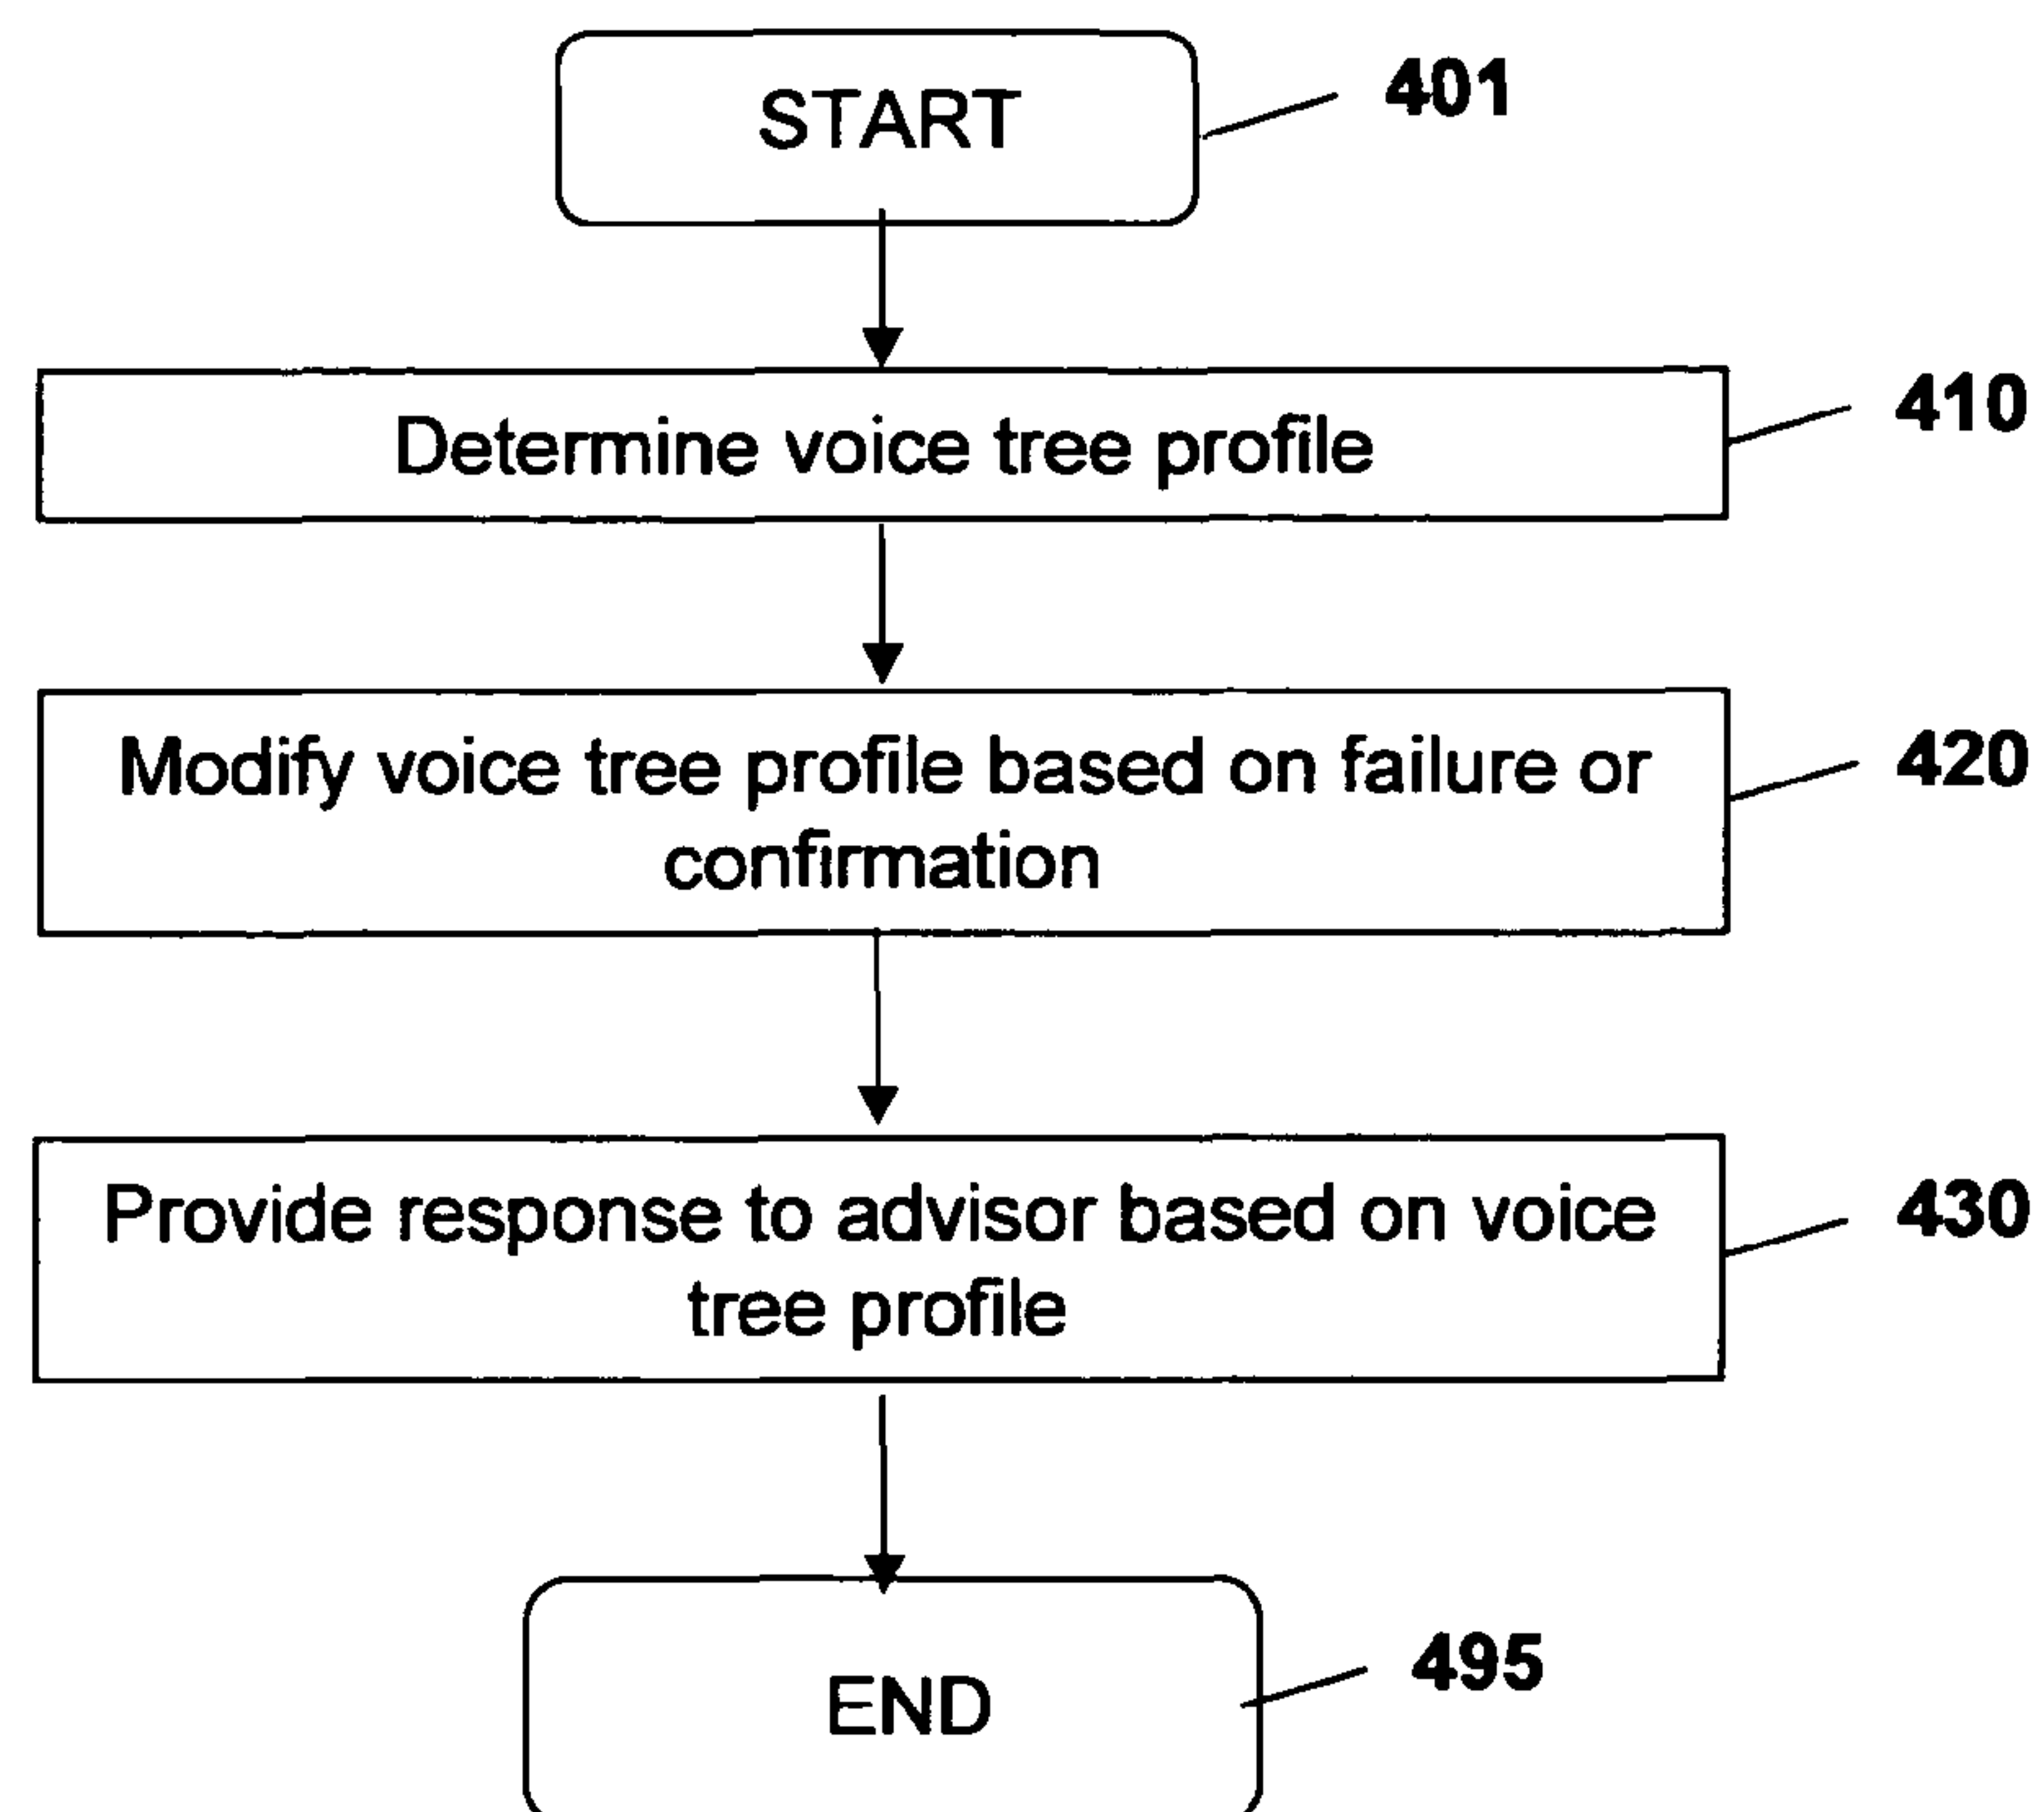 START
401
Determine voice tree profile
410
Modify voice tree profile based on failure or
confirmation
420
Provide response to advisor based on voice
tree profile
430
END
495